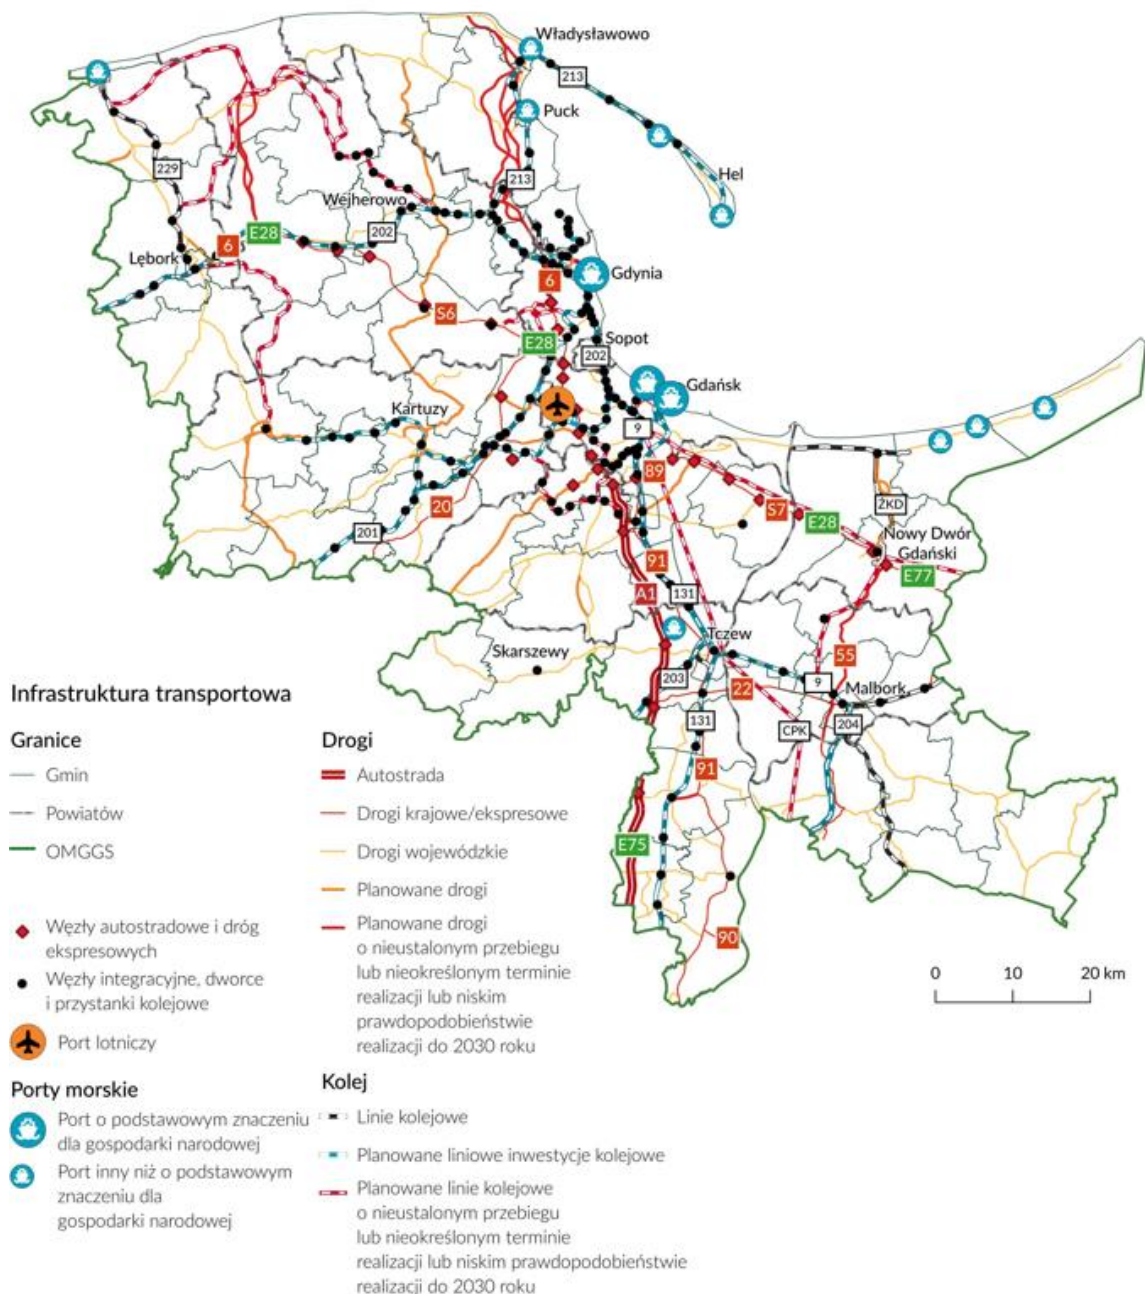 Władysławowo
213
Puck
Hel
229
213
Wejherowo
E28
202
6
Lębork
Gdynia
6
S6
E28
Sopot
202
Gdańsk
Kartuzy
9
89
20
S7
ŻKD
201
E28
Nowy Dwór
Gdański
91
E77
A1
131
Tczew
Skarszewy
55
203
22
9
Malbork
131
CPK
204
91
E75
90
Infrastruktura transportowa
Granice
Gmin
Powiatów
OMGGS
Węzły autostradowe i dróg
ekspresowych
Węzły integracyjne, dworce
i przystanki kolejowe
Port lotniczy
Porty morskie
Port o podstawowym znaczeniu
dla gospodarki narodowej
Port inny niż o podstawowym
znaczeniu dla
gospodarki narodowej
Drogi
Autostrada
Drogi krajowe/ekspresowe
Drogi wojewódzkie
Planowane drogi
Planowane drogi
o nieustalonym przebiegu
lub nieokreślonym terminie
realizacji lub niskim
prawdopodobieństwie
realizacji do 2030 roku
Kolej
Linie kolejowe
Planowane liniowe inwestycje kolejowe
Planowane linie kolejowe
o nieustalonym przebiegu
lub nieokreślonym terminie
realizacji lub niskim prawdopodobieństwie
realizacji do 2030 roku
0 10 20 km